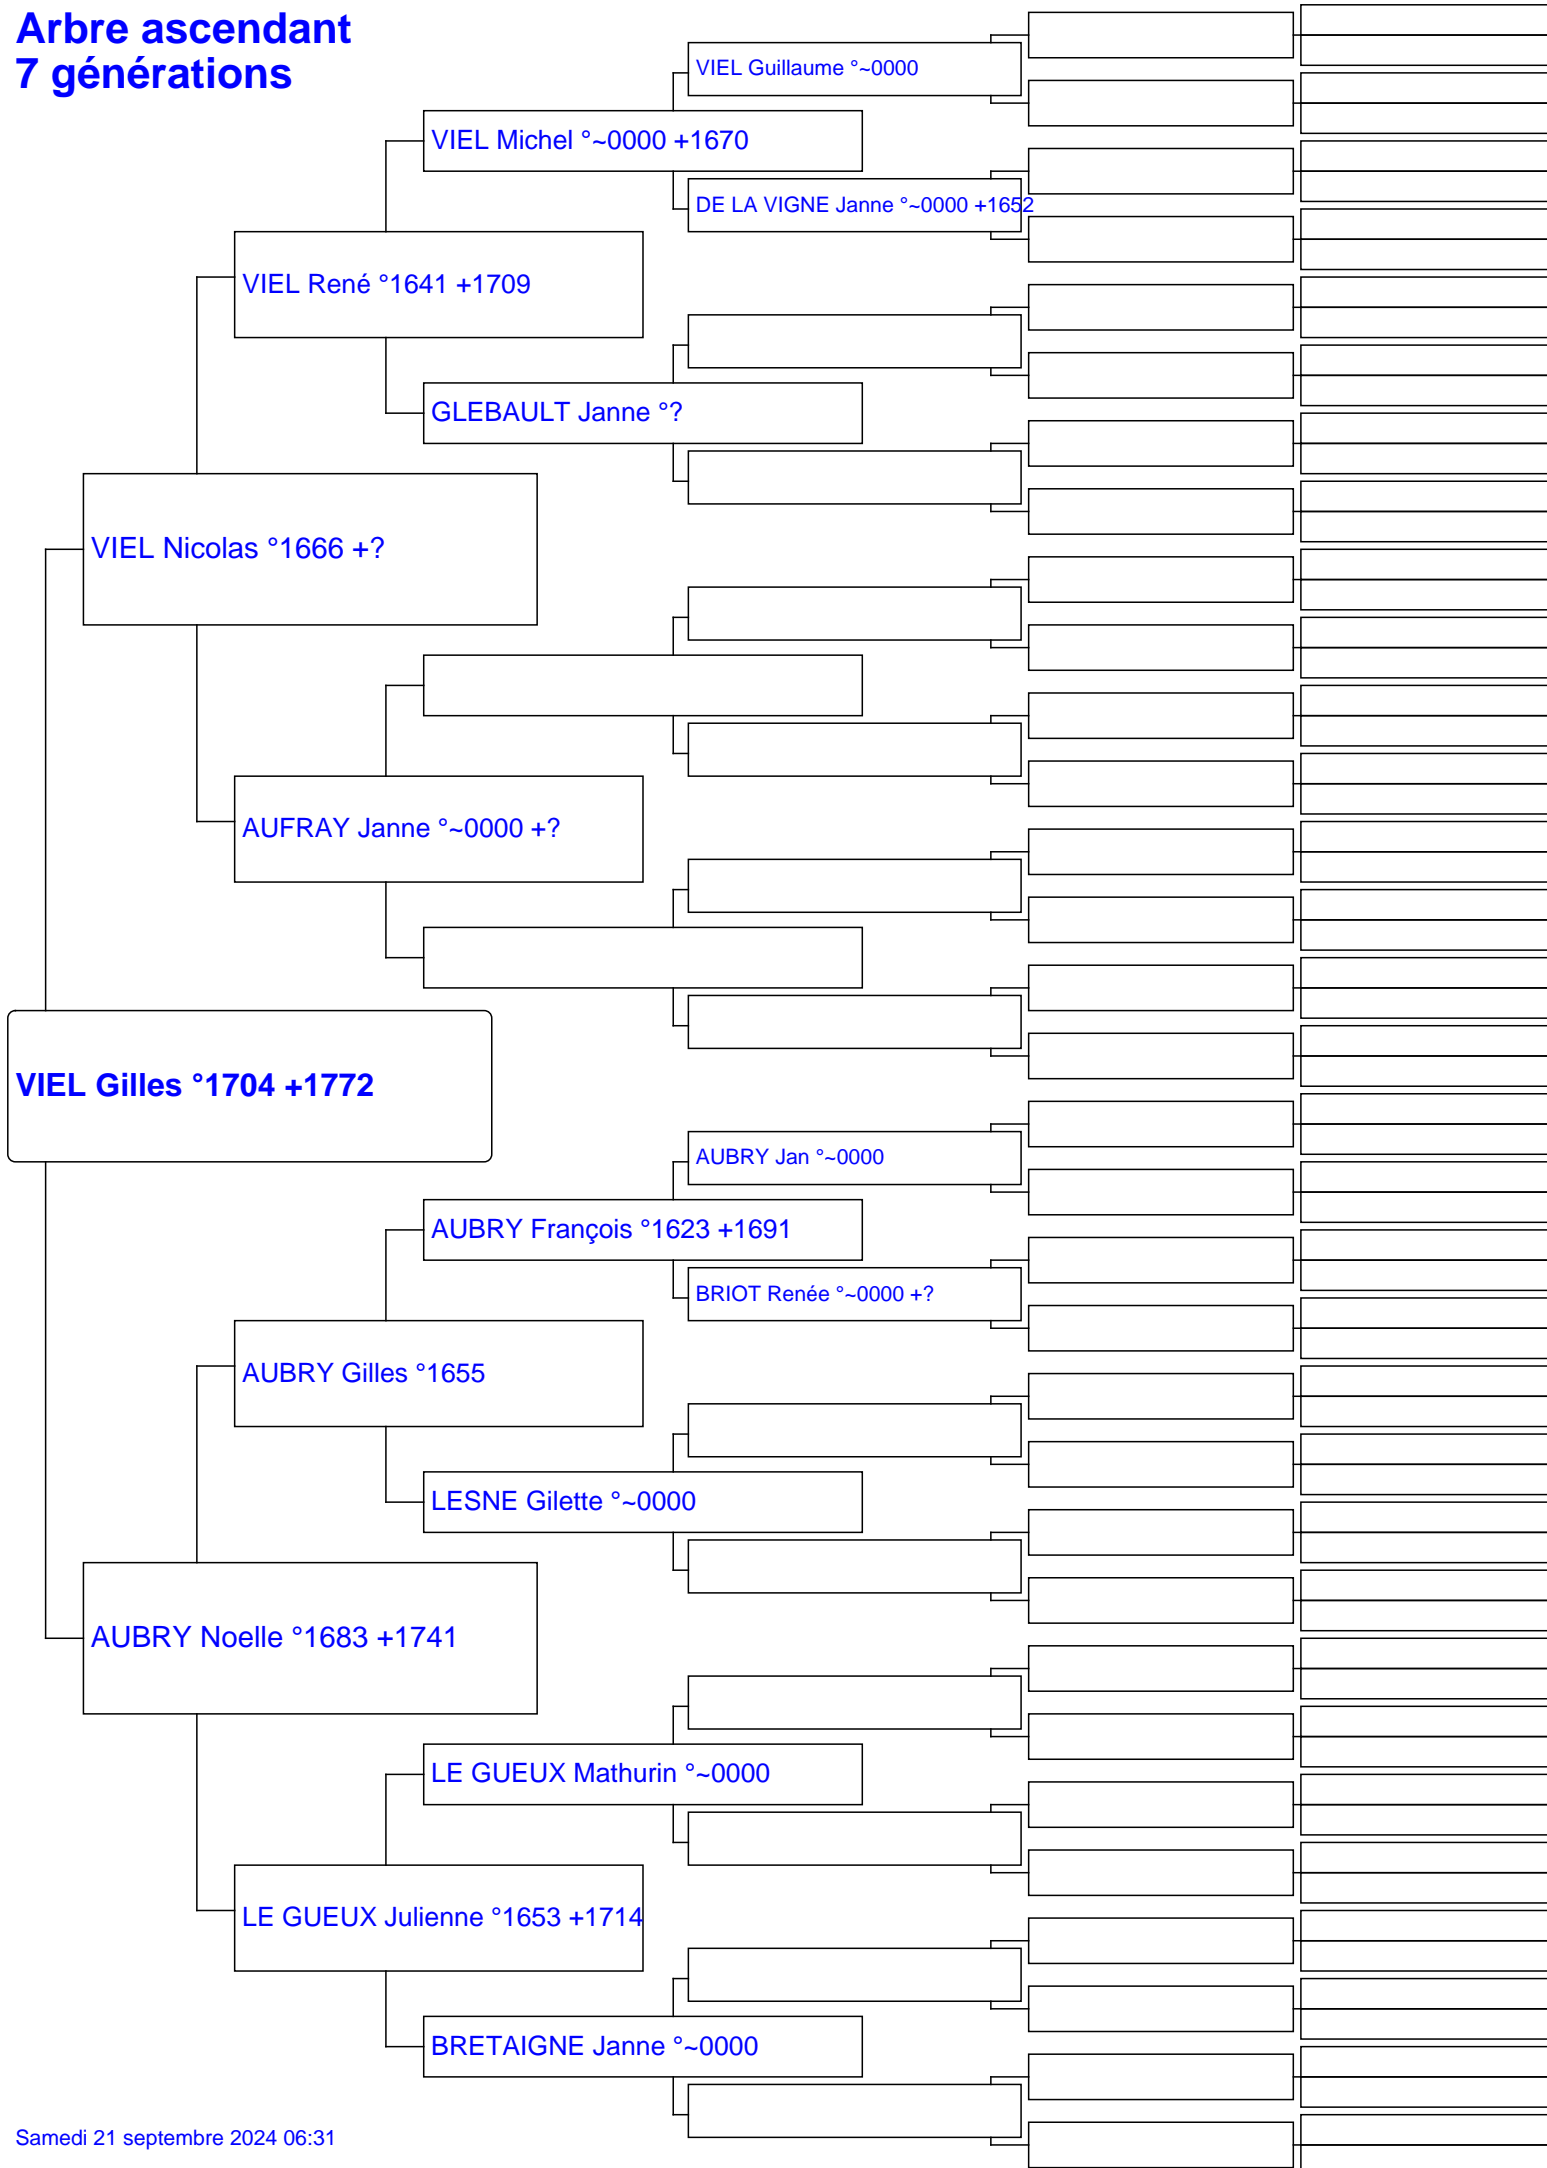 Arbre ascendant
7 générations
VIEL Guillaume °~0000
VIEL Michel °~0000 +1670
DE LA VIGNE Janne °~0000 +1652
VIEL René °1641 +1709
GLEBAULT Janne °?
VIEL Nicolas °1666 +?
AUFRAY Janne °~0000 +?
VIEL Gilles °1704 +1772
AUBRY Jan °~0000
AUBRY François °1623 +1691
BRIOT Renée °~0000 +?
AUBRY Gilles °1655
LESNE Gilette °~0000
AUBRY Noelle °1683 +1741
LE GUEUX Mathurin °~0000
LE GUEUX Julienne °1653 +1714
BRETAIGNE Janne °~0000
Samedi 21 septembre 2024 06:31